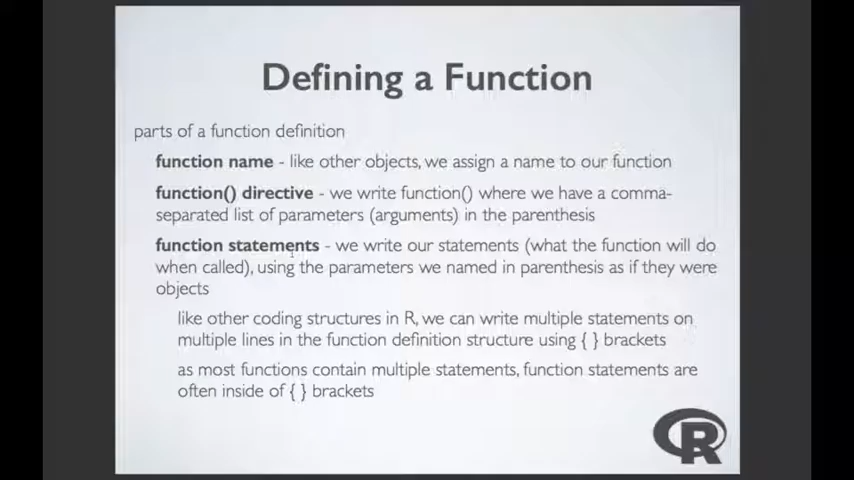 Defining a Function
parts of a function definition
function name - like other objects, we assign a name to our function
function() directive - we write function() where we have a comma-
separated list of parameters (arguments) in the parenthesis
function statements - we write our statements (what the function will do
when called), using the parameters we named in parenthesis as if they were
objects
like other coding structures in R, we can write multiple statements on
multiple lines in the function definition structure using { } brackets
as most functions contain multiple statements, function statements are
often inside of { } brackets
R